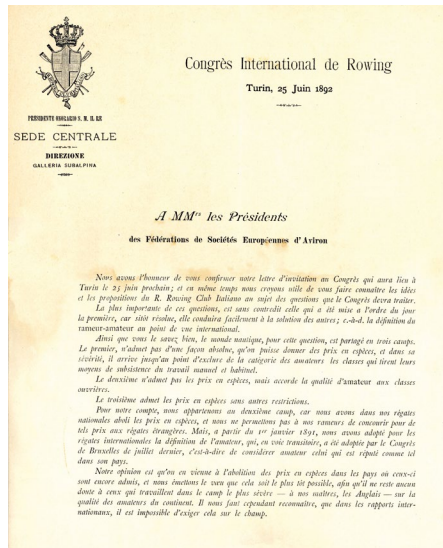 Congrès International de Rowing
Turin, 25 Juin 1892
PRESIDENTE ONORARIO S. M. IL RE
SEDE CENTRALE
DIREZIONE
GALLERIA SUBALPINA
A MMrs les Présidents
des Fédérations de Sociétés Européennes d'Aviron
Nous avons l'honneur de vous confirmer notre lettre d'invitation au Congrès qui aura lieu à
Turin le 25 juin prochain; et en même temps nous croyons utile de vous faire connaître les idées
et les propositions du R. Rowing Club Italiano au sujet des questions que le Congrès devra traiter.
La plus importante de ces questions, est sans contredit celle qui a été mise à l'ordre du jour
la première, car sitôt résolue, elle conduira facilement à la solution des autres; c.-à-d. la définition du
rameur-amateur au point de vue international.
Ainsi que vous le savez bien, le monde nautique, pour cette question, est partagé en trois camps.
Le premier, n'admet pas d'une façon absolue, qu'on puisse donner des prix en espèces, et dans sa
sévérité, il arrive jusqu'au point d'exclure de la catégorie des amateurs les classes qui tirent leurs
moyens de subsistence du travail manuel et habituel.
Le deuxième n'admet pas les prix en espèces, mais accorde la qualité d'amateur aux classes
ouvrières.
Le troisième admet les prix en espèces sans autres restrictions.
Pour notre compte, nous appartenons au deuxième camp, car nous avons dans nos régates
nationales aboli les prix en espèces, et nous ne permettons pas à nos rameurs de concourir pour de
tels prix aux régates étrangères. Mais, a partir du 1er janvier 1891, nous avons adopté pour les
régates internationales la définition de l'amateur, qui, en voie transitoire, a été adoptée par le Congrès
de Bruxelles de juillet dernier, c'est-à-dire de considérer amateur celui qui est réputé comme tel
dans son pays.
Notre opinion est qu'on en vienne à l'abolition des prix en espèces dans les pays où ceux-ci
sont encore admis, et nous émettons le vœu que cela soit le plus tôt possible, afin qu'il ne reste aucun
doute à ceux qui travaillent dans le camp le plus sévère — à nos maîtres, les Anglais — sur la
qualité des amateurs du continent. Il nous faut cependant reconnaître, que dans les rapports inter-
nationaux, il est impossible d'exiger cela sur le champ.